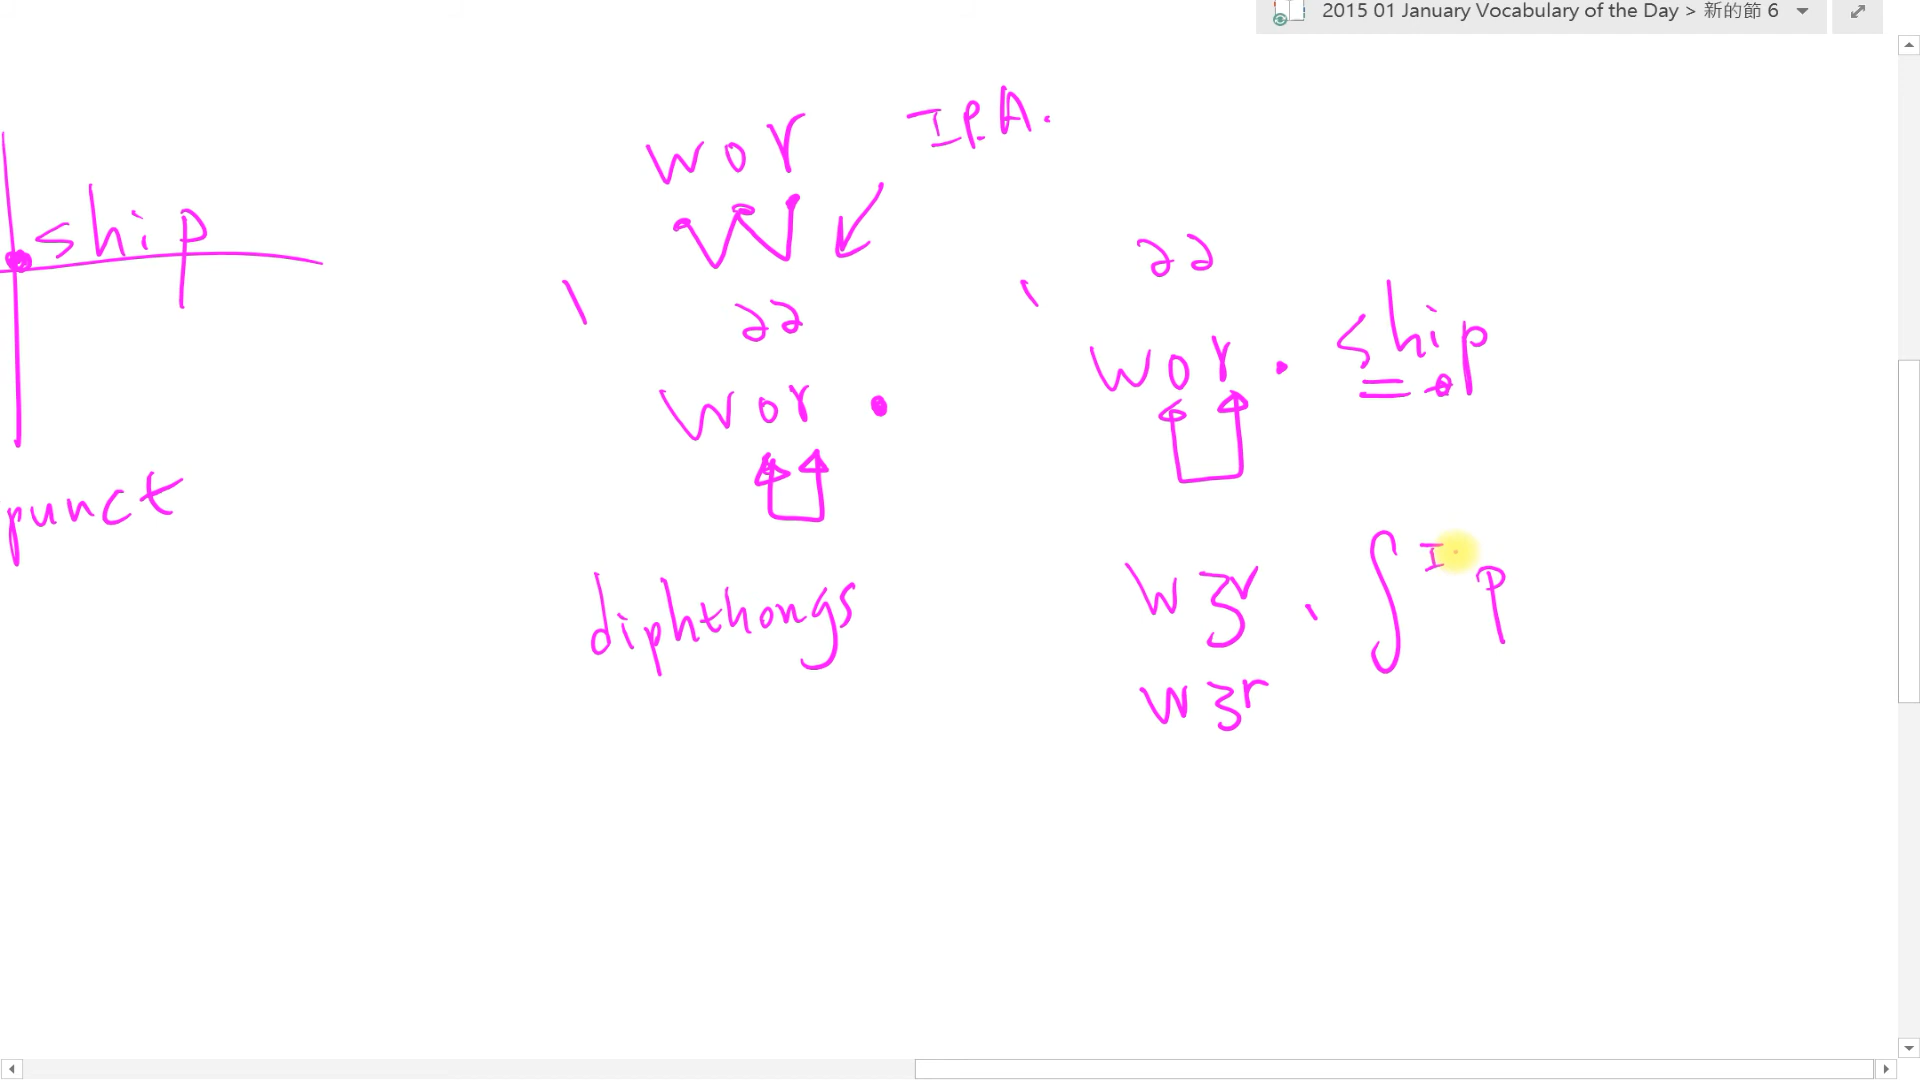 2015 01 January Vocabulary of the Day > 新的節 6
wor I.P.A.
ship
əə
əə
wor · ship
wor ·
punct
diphthongs
wɜr · ʃɪp
wɜr